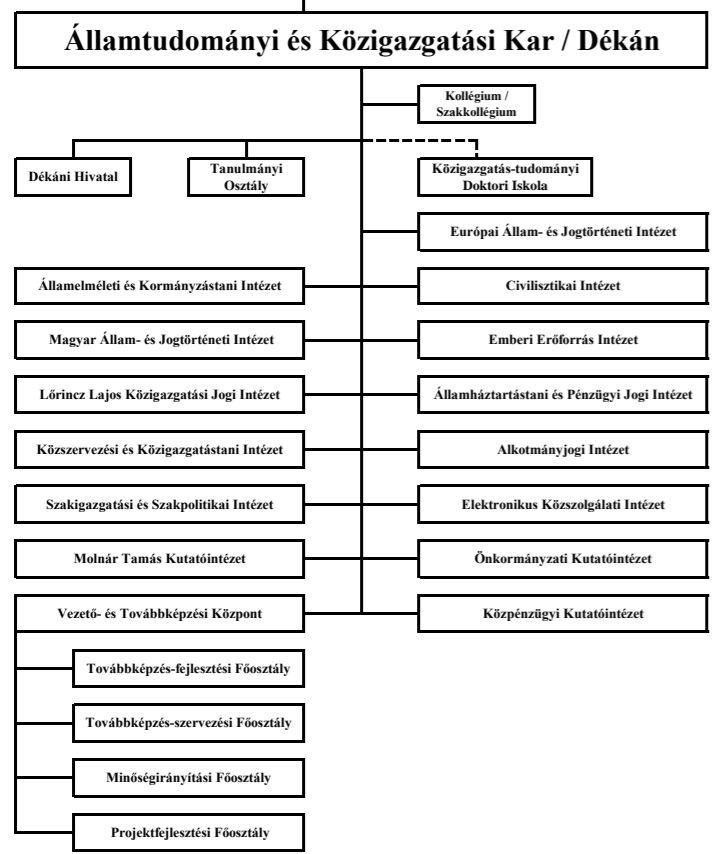 Államtudományi és Közigazgatási Kar / Dékán
Kollégium /
Szakkollégium
Dékáni Hivatal
Tanulmányi
Osztály
Közigazgatás-tudományi
Doktori Iskola
Európai Állam- és Jogtörténeti Intézet
Államelméleti és Kormányzástani Intézet
Civilisztikai Intézet
Magyar Állam- és Jogtörténeti Intézet
Emberi Erőforrás Intézet
Lőrincz Lajos Közigazgatási Jogi Intézet
Államháztartástani és Pénzügyi Jogi Intézet
Közszervezési és Közigazgatástani Intézet
Alkotmányjogi Intézet
Szakigazgatási és Szakpolitikai Intézet
Elektronikus Közszolgálati Intézet
Molnár Tamás Kutatóintézet
Önkormányzati Kutatóintézet
Vezető- és Továbbképzési Központ
Közpénzügyi Kutatóintézet
Továbbképzés-fejlesztési Főosztály
Továbbképzés-szervezési Főosztály
Minőségirányítási Főosztály
Projektfejlesztési Főosztály